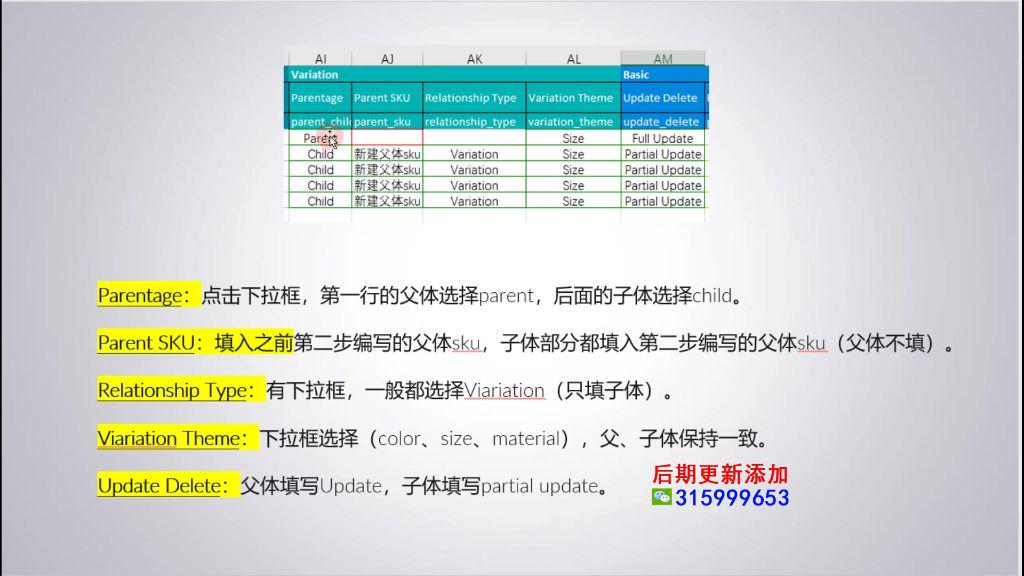 AI AJ AK AL AM
Variation Basic
Parentage Parent SKU Relationship Type Variation Theme Update Delete
parent_child parent_sku relationship_type variation_theme update_delete
Parent Size Full Update
Child 新建父体sku Variation Size Partial Update
Child 新建父体sku Variation Size Partial Update
Child 新建父体sku Variation Size Partial Update
Child 新建父体sku Variation Size Partial Update
Parentage：点击下拉框，第一行的父体选择parent，后面的子体选择child。
Parent SKU：填入之前第二步编写的父体sku，子体部分都填入第二步编写的父体sku（父体不填）。
Relationship Type：有下拉框，一般都选择Viariation（只填子体）。
Viariation Theme：下拉框选择（color、size、material），父、子体保持一致。
Update Delete：父体填写Update，子体填写partial update。
后期更新添加
315999653